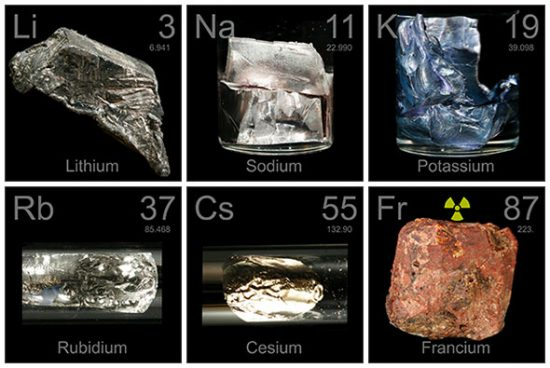 Li 3
6.941
Lithium
Na 11
22.990
Sodium
K 19
39.098
Potassium
Rb 37
85.468
Rubidium
Cs 55
132.90
Cesium
Fr 87
223.
Francium